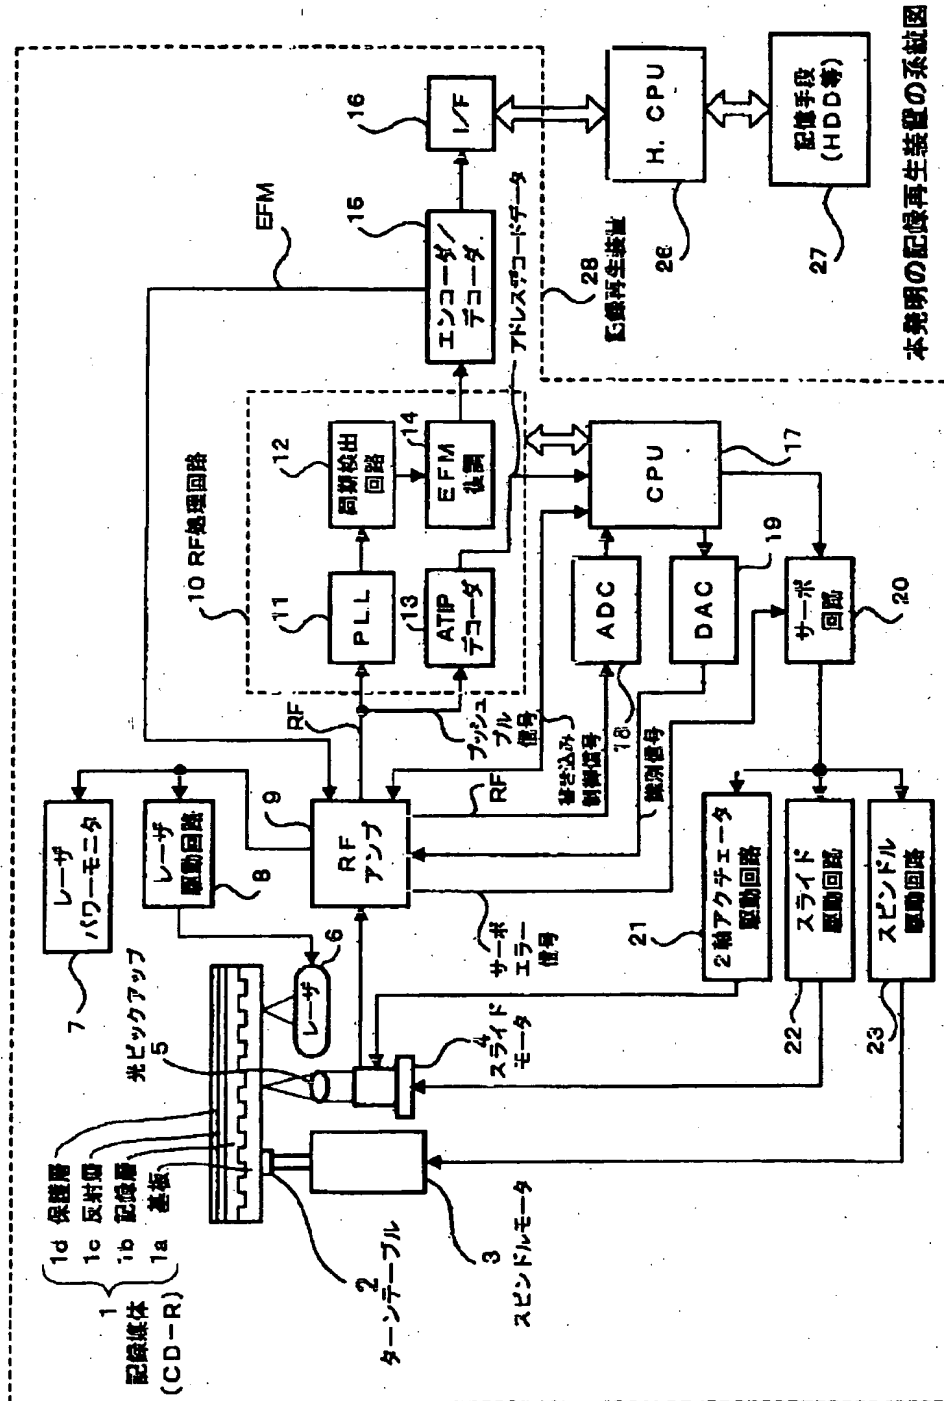 1d 保護層
1c 反射層
1b 記録層
1a 基板
1
記録媒体
(CD-R)
2
ターンテーブル
3
スピンドルモータ
4
スライド
モータ
光ピックアップ
5
6
レーザ
7
レーザ
パワーモニタ
レーザ
駆動回路
8
9
RF
アンプ
RF
プッシュ
プル
信号
RF
書き込み
制御信号
識別信号
サーボ
エラー
信号
10 RF処理回路
11
PLL
12
同期検出
回路
13
ATIP
デコーダ
14
EFM
復調
15
エンコーダ/
デコーダ
EFM
16
I/F
アドレスデコードデータ
17
CPU
18
ADC
19
DAC
20
サーボ
回路
21
2軸アクチェータ
駆動回路
22
スライド
駆動回路
23
スピンドル
駆動回路
26
H. CPU
27
記憶手段
(HDD等)
28
記録再生装置
本発明の記録再生装置の系統図